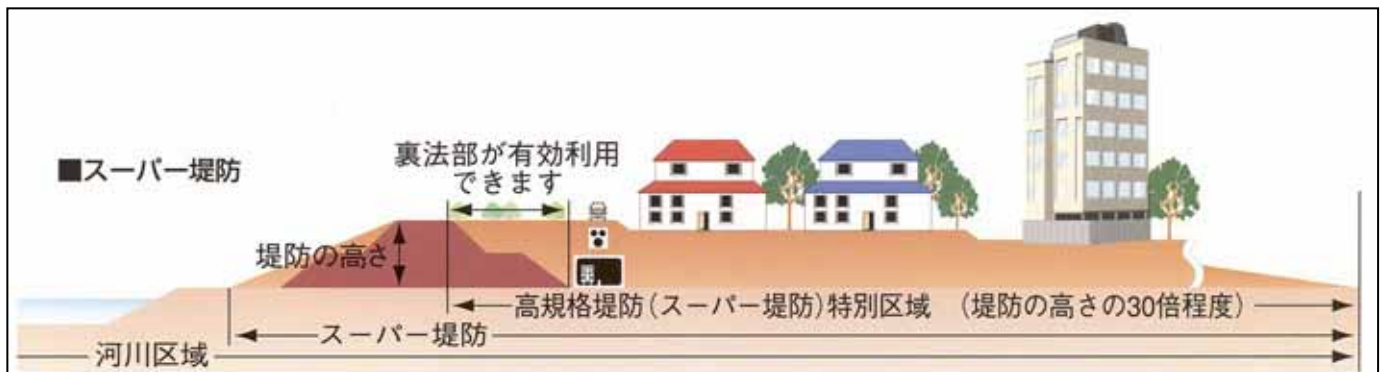 ■スーパー堤防
裏法部が有効利用
できます
堤防の高さ
高規格堤防（スーパー堤防）特別区域　（堤防の高さの30倍程度）
スーパー堤防
河川区域